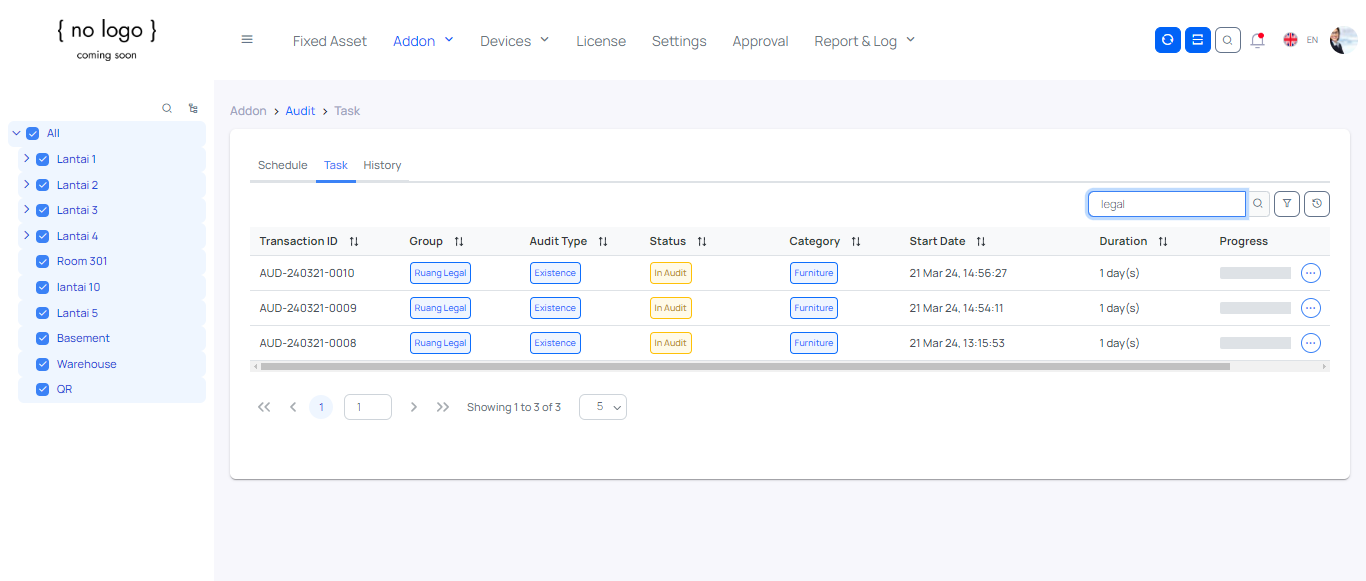 { no logo }
coming soon
Fixed Asset Addon Devices License Settings Approval Report & Log EN
All
Lantai 1
Lantai 2
Lantai 3
Lantai 4
Room 301
lantai 10
Lantai 5
Basement
Warehouse
QR
Addon > Audit > Task
Schedule Task History
legal
Transaction ID Group Audit Type Status Category Start Date Duration Progress
AUD-240321-0010 Ruang Legal Existence In Audit Furniture 21 Mar 24, 14:56:27 1 day(s)
AUD-240321-0009 Ruang Legal Existence In Audit Furniture 21 Mar 24, 14:54:11 1 day(s)
AUD-240321-0008 Ruang Legal Existence In Audit Furniture 21 Mar 24, 13:15:53 1 day(s)
1 1 Showing 1 to 3 of 3 5